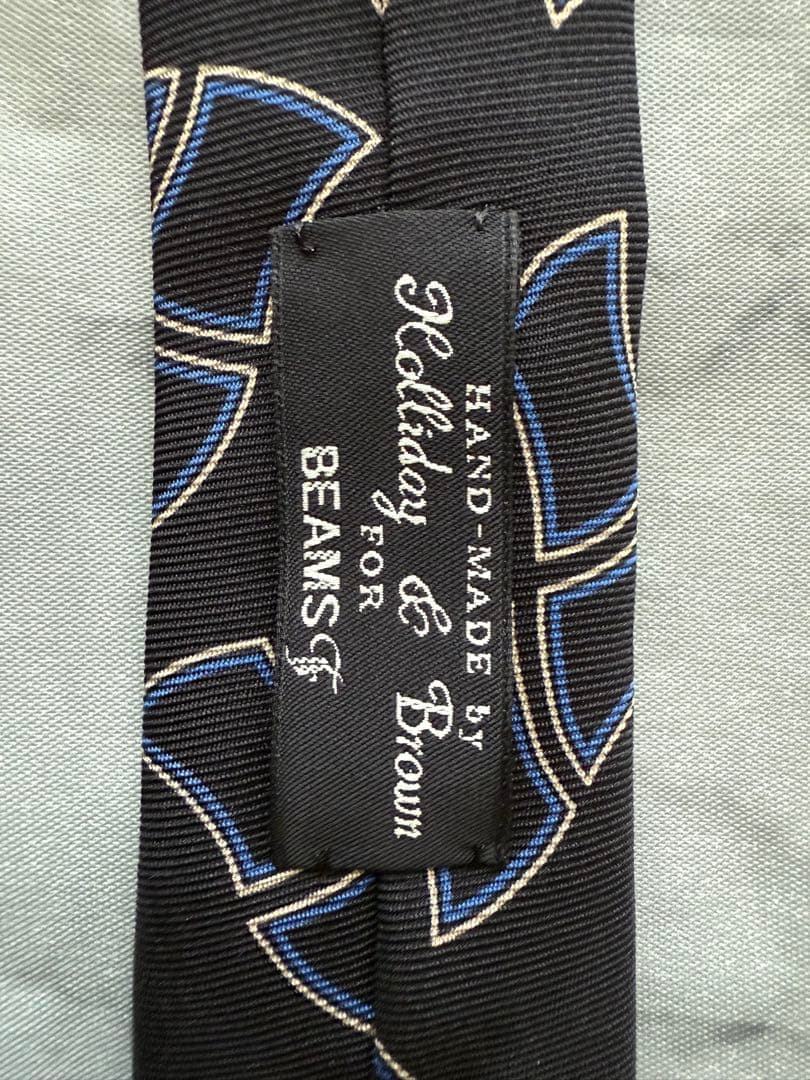 HAND-MADE by
Holliday & Brown
FOR
BEAMS F